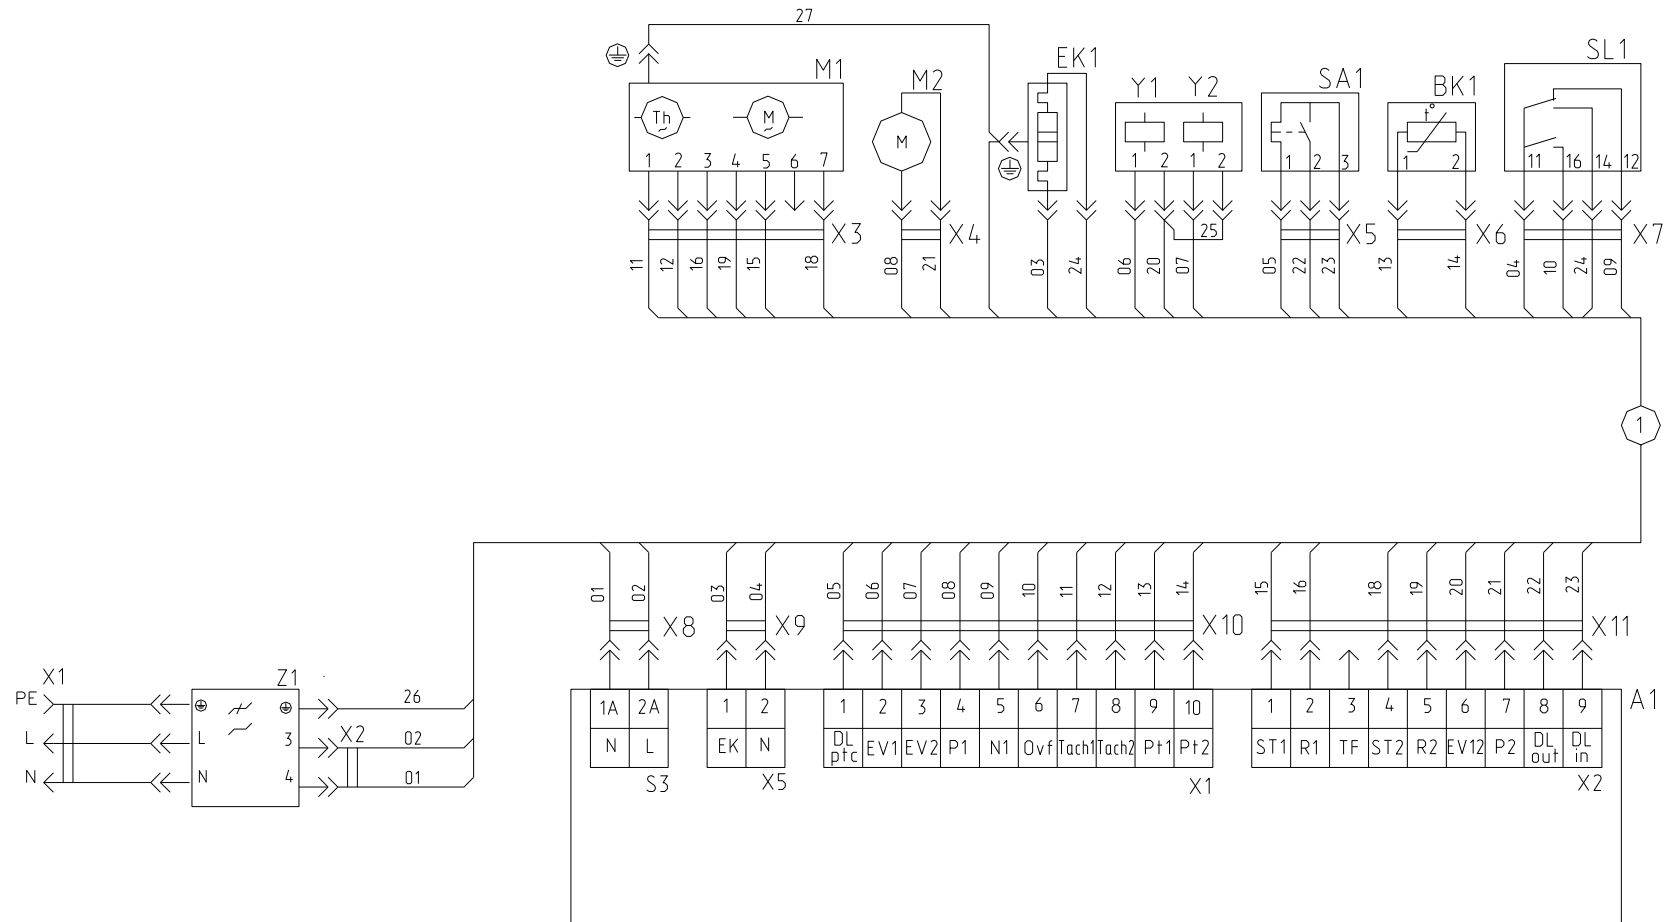 27
M1
M2
EK1
Y1 Y2
SA1
BK1
SL1
Th
~
M
~
M
t°
1 2 3 4 5 6 7
1 2 1 2
1 2 3
1 2
11 16 14 12
X3
X4
25
X5
X6
X7
11 12 16 19 15 18
08 21
03 24
06 20 07
05 22 23
13 14
04 10 24 09
1
01 02
03 04
05 06 07 08 09 10 11 12 13 14
15 16 18 19 20 21 22 23
X8
X9
X10
X11
X1
Z1
PE
26
L
L
3
X2
02
N
N
4
01
A1
1A 2A
1 2
1 2 3 4 5 6 7 8 9 10
1 2 3 4 5 6 7 8 9
N L
EK N
DL ptc EV1 EV2 P1 N1 Ovf Tach1 Tach2 Pt1 Pt2
ST1 R1 TF ST2 R2 EV12 P2 DL out DL in
S3
X5
X1
X2